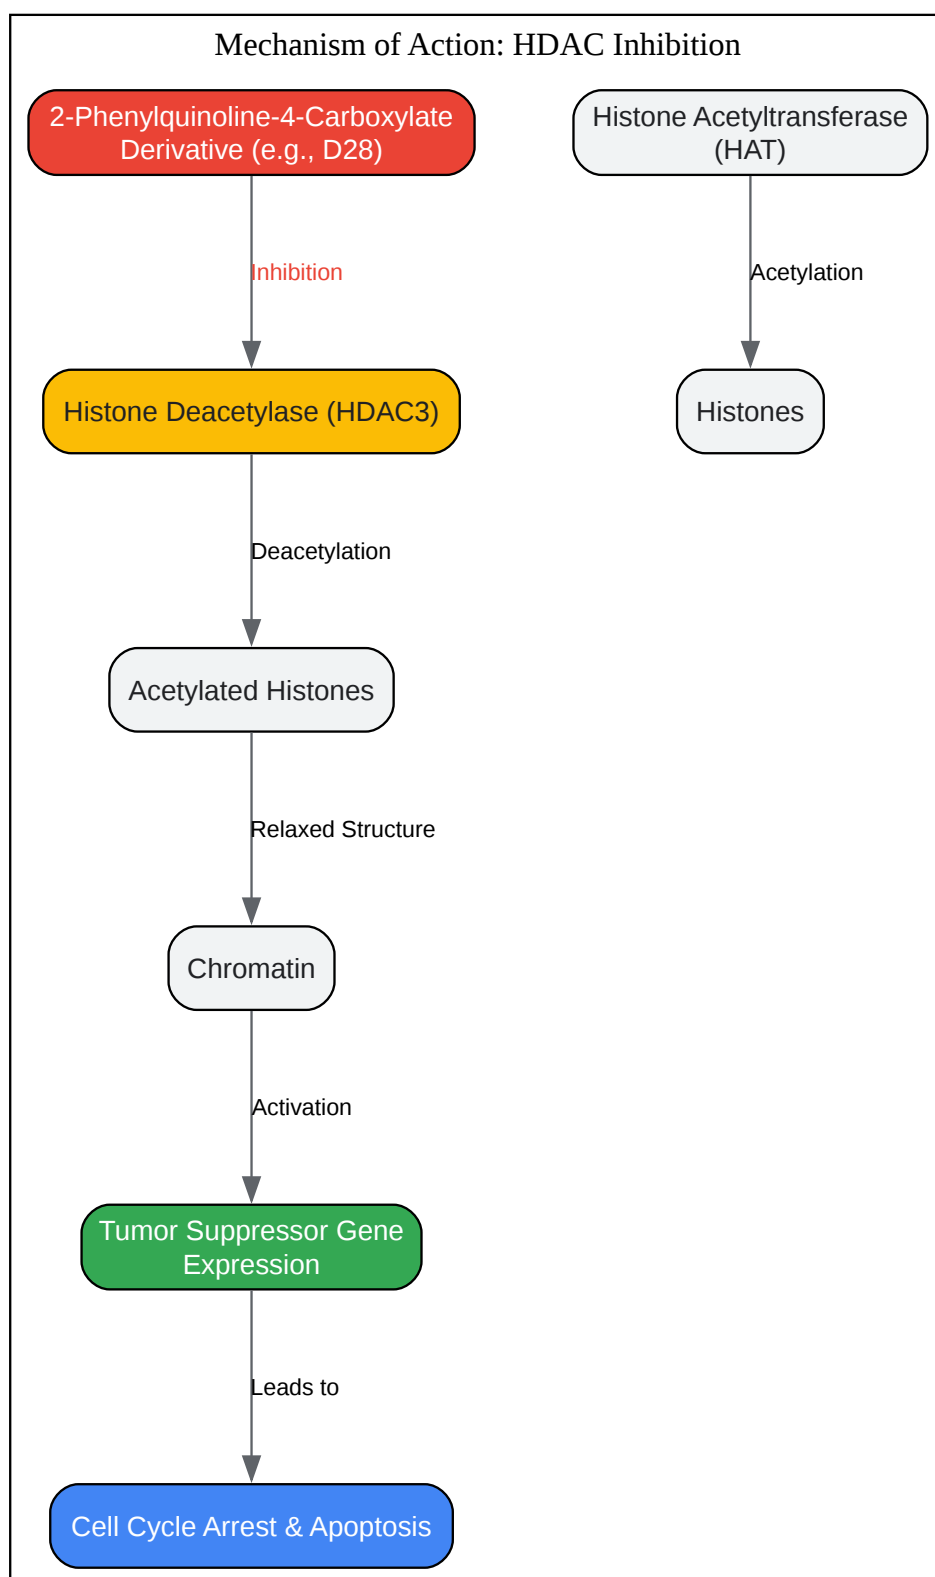 Mechanism of Action: HDAC Inhibition
2-Phenylquinoline-4-Carboxylate
Derivative (e.g., D28)
Histone Acetyltransferase
(HAT)
Inhibition
Acetylation
Histone Deacetylase (HDAC3)
Histones
Deacetylation
Acetylated Histones
Relaxed Structure
Chromatin
Activation
Tumor Suppressor Gene
Expression
Leads to
Cell Cycle Arrest & Apoptosis